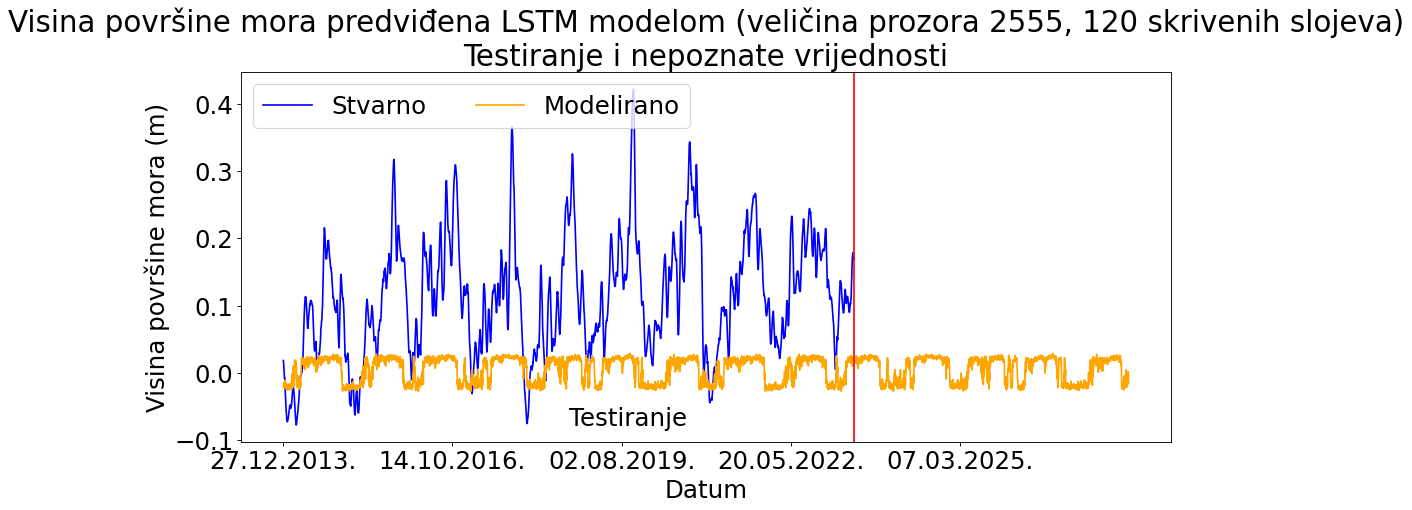 Visina površine mora predviđena LSTM modelom (veličina prozora 2555, 120 skrivenih slojeva)
Testiranje i nepoznate vrijednosti
Stvarno
Modelirano
Visina površine mora (m)
0.4
0.3
0.2
0.1
0.0
−0.1
Testiranje
27.12.2013.
14.10.2016.
02.08.2019.
20.05.2022.
07.03.2025.
Datum